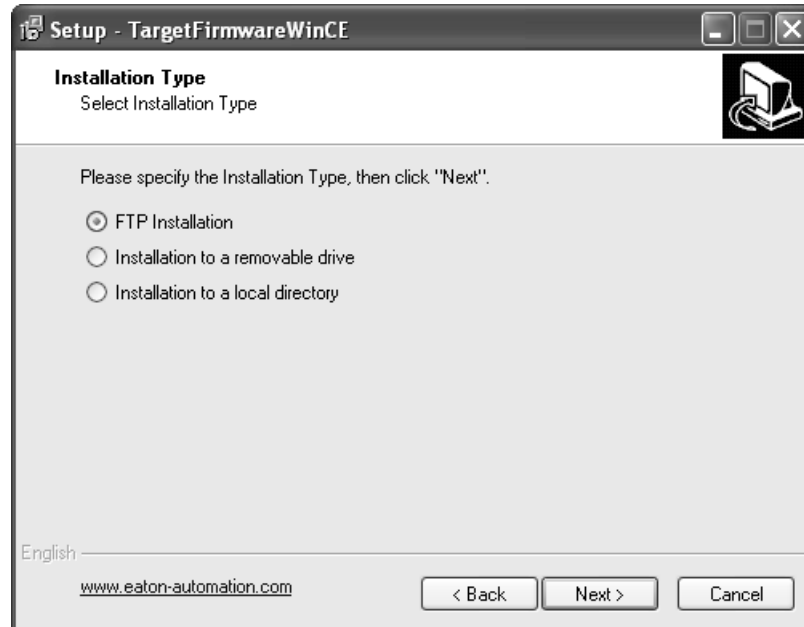 Setup - TargetFirmwareWinCE
Installation Type
Select Installation Type
Please specify the Installation Type, then click "Next".
FTP Installation
Installation to a removable drive
Installation to a local directory
English
www.eaton-automation.com
< Back
Next >
Cancel